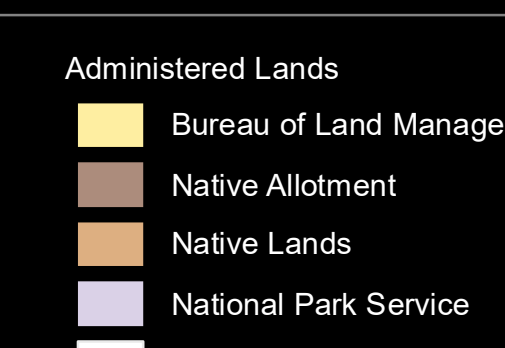 Administered Lands
Bureau of Land Manage
Native Allotment
Native Lands
National Park Service